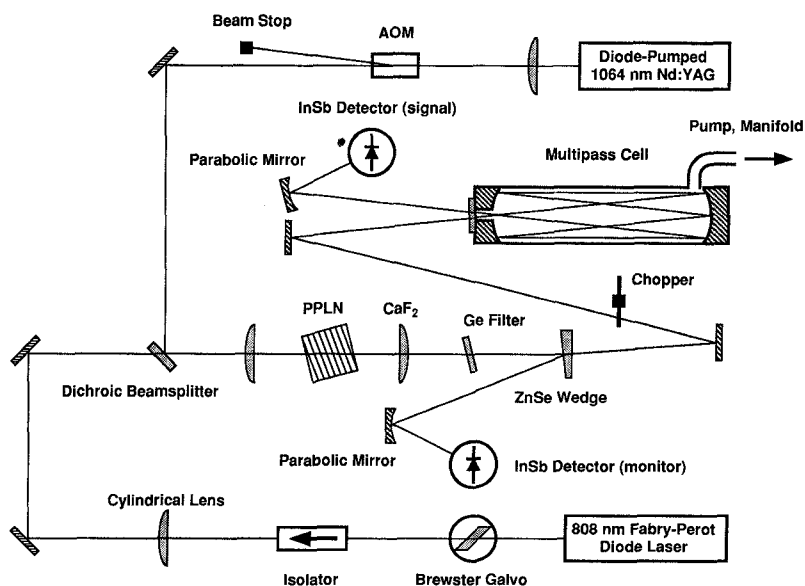 Beam Stop
AOM
Diode-Pumped
1064 nm Nd:YAG
InSb Detector (signal)
Pump, Manifold
Parabolic Mirror
Multipass Cell
Chopper
PPLN
CaF₂
Ge Filter
Dichroic Beamsplitter
ZnSe Wedge
Parabolic Mirror
InSb Detector (monitor)
Cylindrical Lens
808 nm Fabry-Perot
Diode Laser
Isolator
Brewster Galvo